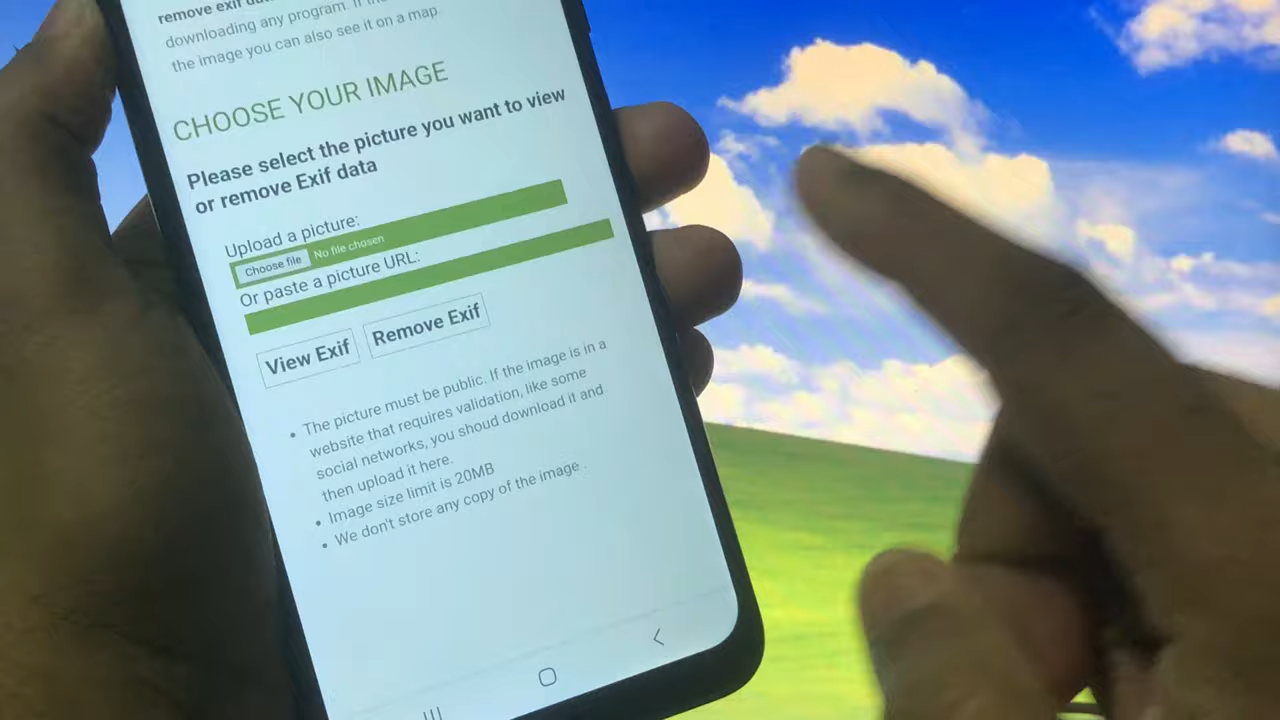 remove exif
downloading any program. If the
the image you can also see it on a map.
CHOOSE YOUR IMAGE
Please select the picture you want to view
or remove Exif data
Upload a picture:
Choose file No file chosen
Or paste a picture URL:
View Exif Remove Exif
• The picture must be public. If the image is in a
website that requires validation, like some
social networks, you shoud download it and
then upload it here.
• Image size limit is 20MB
• We don't store any copy of the image .